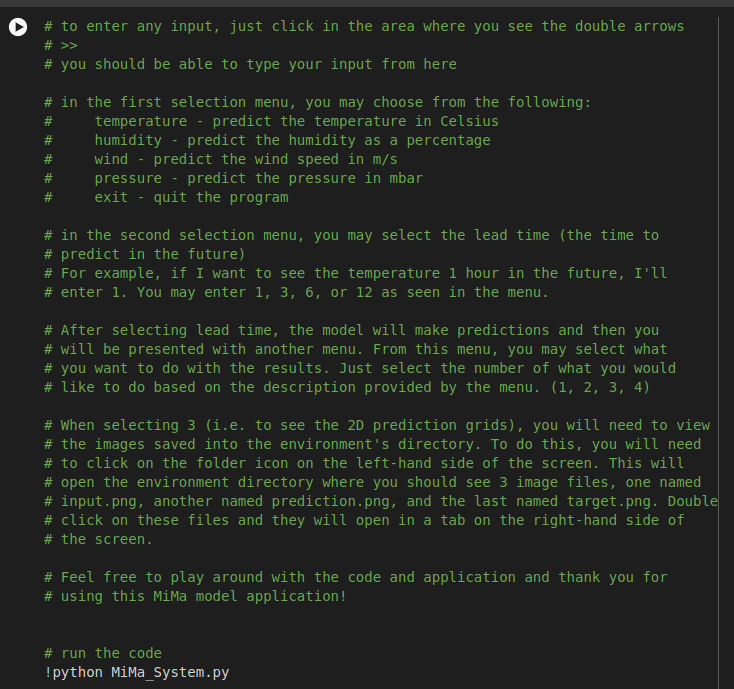 # to enter any input, just click in the area where you see the double arrows
# >>
# you should be able to type your input from here

# in the first selection menu, you may choose from the following:
#     temperature - predict the temperature in Celsius
#     humidity - predict the humidity as a percentage
#     wind - predict the wind speed in m/s
#     pressure - predict the pressure in mbar
#     exit - quit the program

# in the second selection menu, you may select the lead time (the time to
# predict in the future)
# For example, if I want to see the temperature 1 hour in the future, I'll
# enter 1. You may enter 1, 3, 6, or 12 as seen in the menu.

# After selecting lead time, the model will make predictions and then you
# will be presented with another menu. From this menu, you may select what
# you want to do with the results. Just select the number of what you would
# like to do based on the description provided by the menu. (1, 2, 3, 4)

# When selecting 3 (i.e. to see the 2D prediction grids), you will need to view
# the images saved into the environment's directory. To do this, you will need
# to click on the folder icon on the left-hand side of the screen. This will
# open the environment directory where you should see 3 image files, one named
# input.png, another named prediction.png, and the last named target.png. Double
# click on these files and they will open in a tab on the right-hand side of
# the screen.

# Feel free to play around with the code and application and thank you for
# using this MiMa model application!


# run the code
!python MiMa_System.py